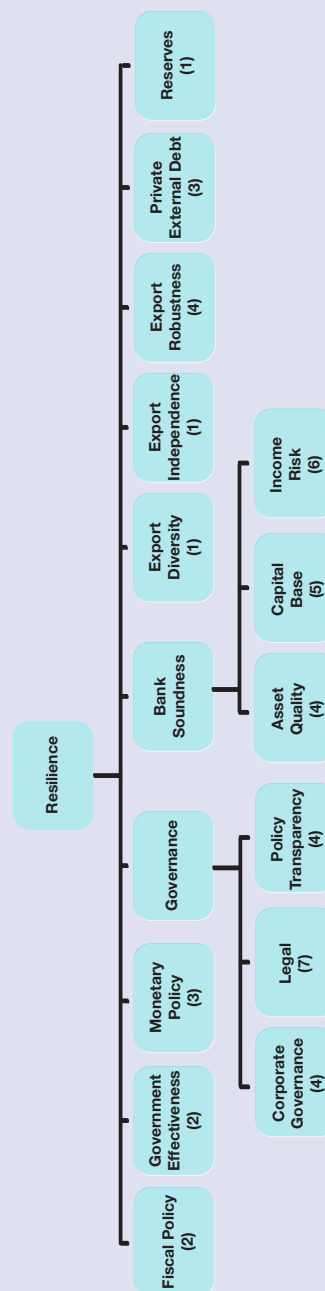 Resilience
Fiscal Policy
(2)
Government
Effectiveness
(2)
Monetary
Policy
(3)
Governance
Bank
Soundness
Export
Diversity
(1)
Export
Independence
(1)
Export
Robustness
(4)
Private
External Debt
(3)
Reserves
(1)
Corporate
Governance
(4)
Legal
(7)
Policy
Transparency
(4)
Asset
Quality
(4)
Capital
Base
(5)
Income
Risk
(6)